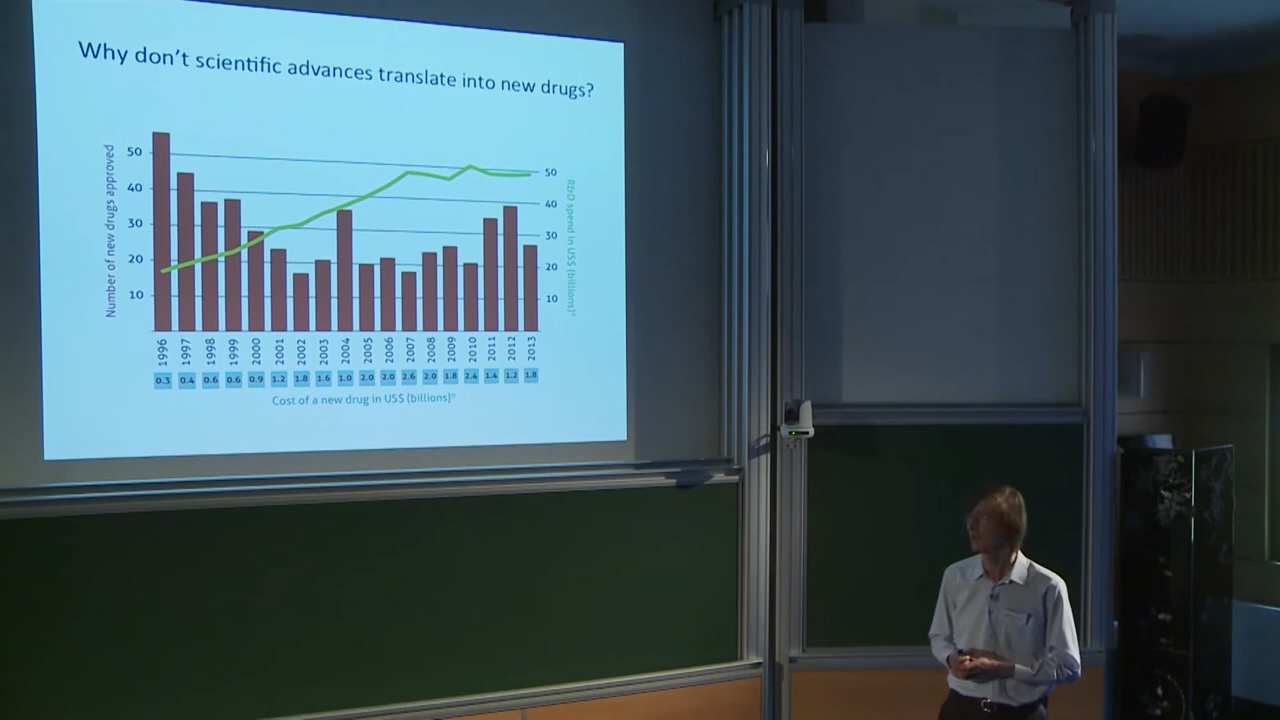 Why don't scientific advances translate into new drugs?
Number of new drugs approved
50
40
30
20
10
50
40
30
20
10
R&D spend in US$ (billions)°
1996 1997 1998 1999 2000 2001 2002 2003 2004 2005 2006 2007 2008 2009 2010 2011 2012 2013
0.3 0.4 0.6 0.6 0.9 1.2 1.8 1.6 1.0 2.0 2.0 2.6 2.0 1.8 2.4 1.4 1.2 1.8
Cost of a new drug in US$ (billions)°